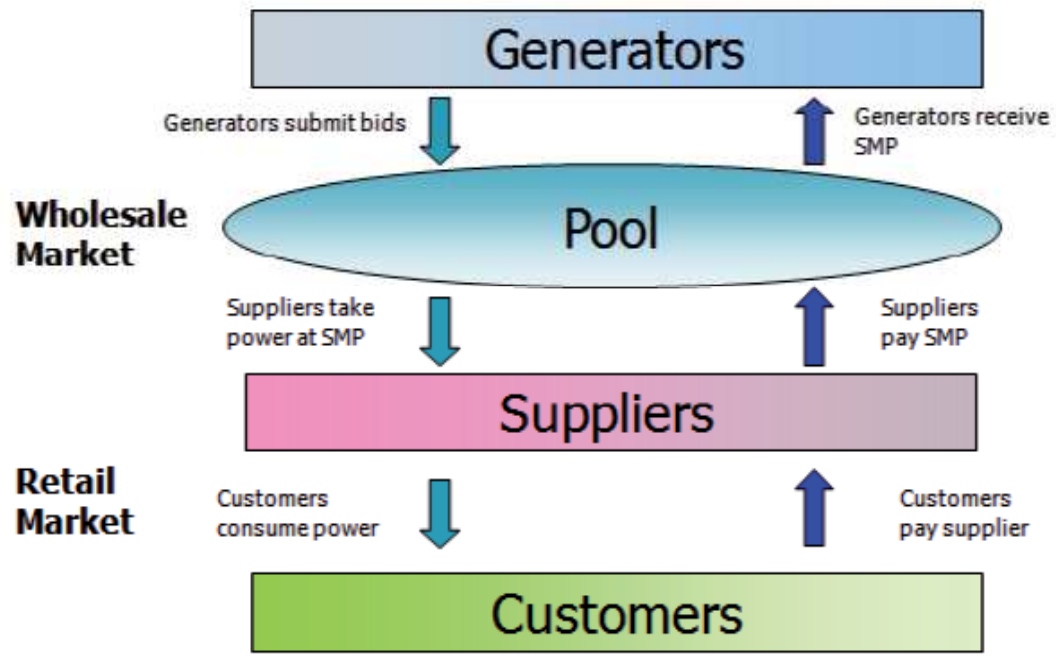 Generators
Generators submit bids
Generators receive
SMP
Wholesale
Market
Pool
Suppliers take
power at SMP
Suppliers
pay SMP
Suppliers
Retail
Market
Customers
consume power
Customers
pay supplier
Customers